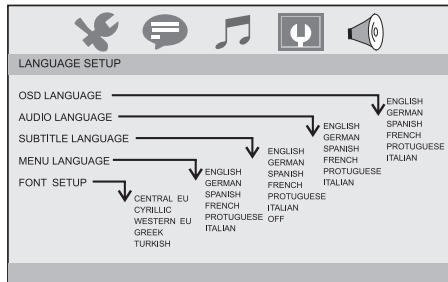 LANGUAGE SETUP
OSD LANGUAGE
ENGLISH
GERMAN
SPANISH
FRENCH
PROTUGUESE
ITALIAN
AUDIO LANGUAGE
ENGLISH
GERMAN
SPANISH
FRENCH
PROTUGUESE
ITALIAN
SUBTITLE LANGUAGE
ENGLISH
GERMAN
SPANISH
FRENCH
PROTUGUESE
ITALIAN
OFF
MENU LANGUAGE
ENGLISH
GERMAN
SPANISH
FRENCH
PROTUGUESE
ITALIAN
FONT SETUP
CENTRAL EU
CYRILLIC
WESTERN EU
GREEK
TURKISH